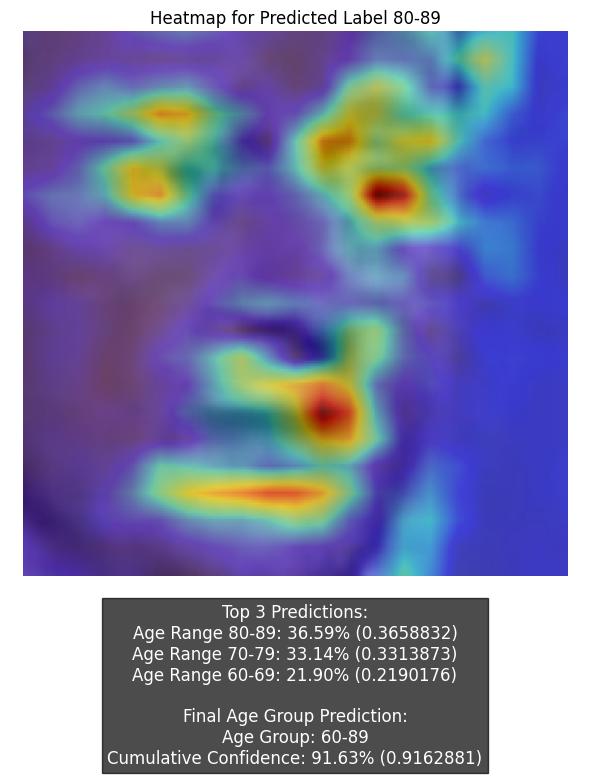 Heatmap for Predicted Label 80-89
Top 3 Predictions:
Age Range 80-89: 36.59% (0.3658832)
Age Range 70-79: 33.14% (0.3313873)
Age Range 60-69: 21.90% (0.2190176)
Final Age Group Prediction:
Age Group: 60-89
Cumulative Confidence: 91.63% (0.9162881)